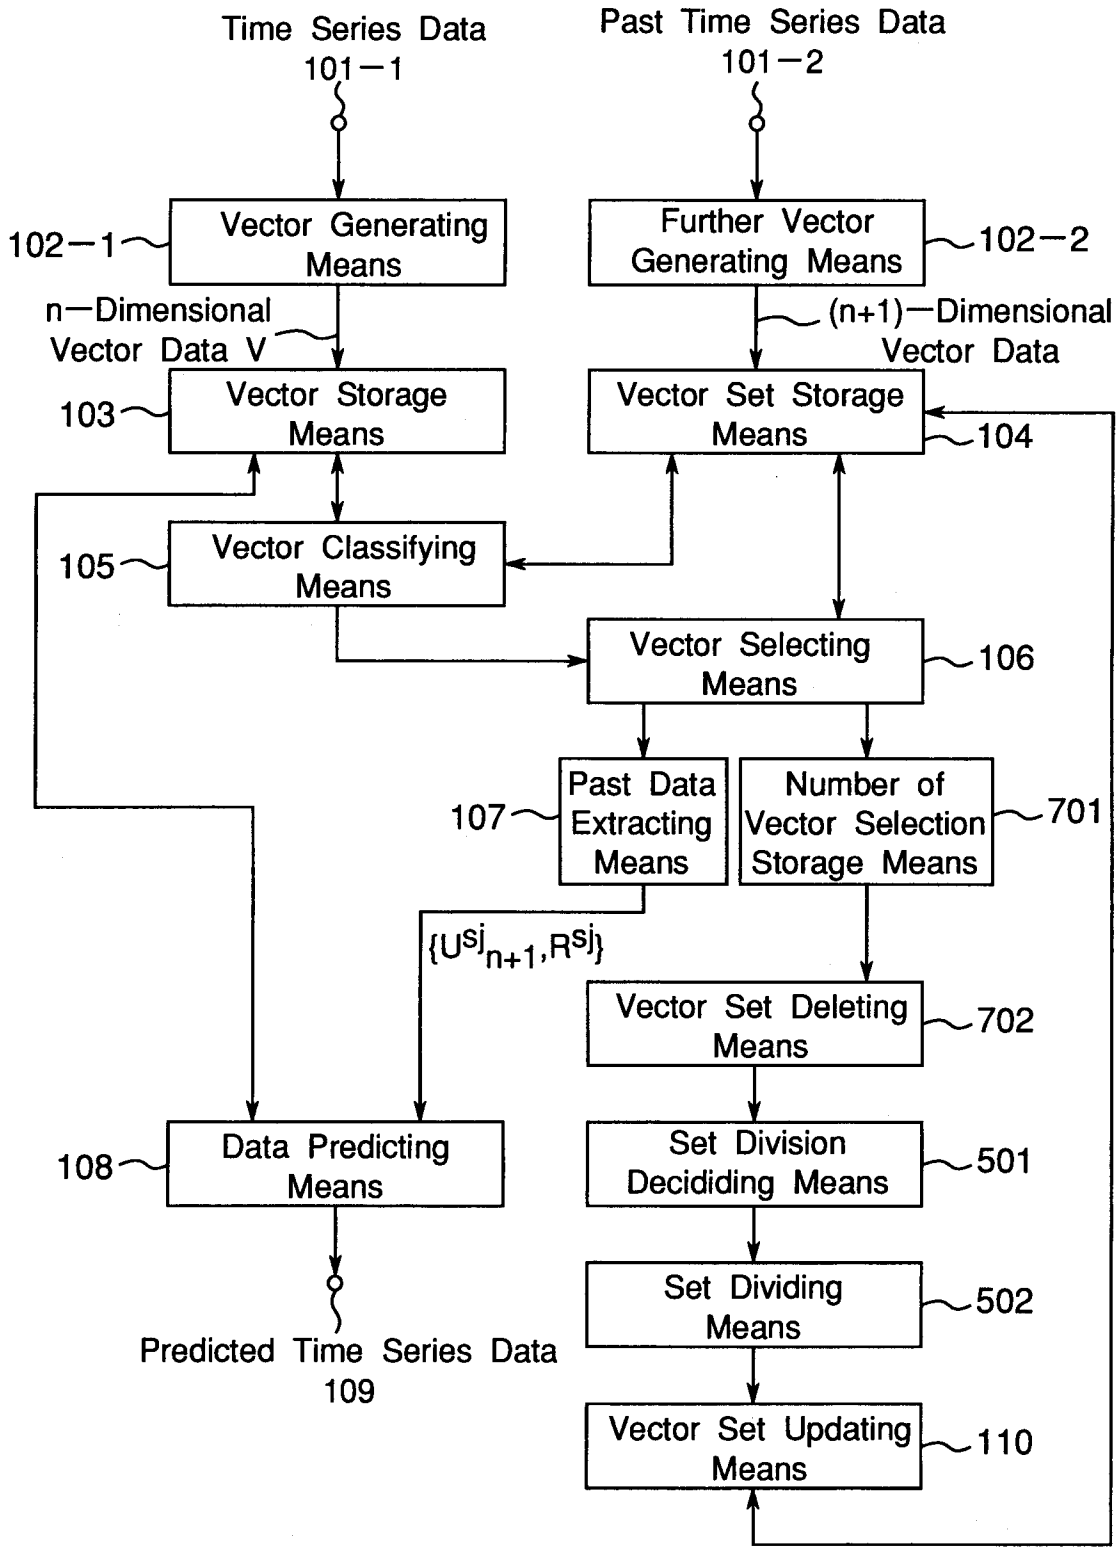 Time Series Data
101-1
Past Time Series Data
101-2
Vector Generating
Means
102-1
Further Vector
Generating Means
102-2
n-Dimensional
Vector Data V
(n+1)-Dimensional
Vector Data
103
Vector Storage
Means
Vector Set Storage
Means
104
105
Vector Classifying
Means
Vector Selecting
Means
106
107
Past Data
Extracting
Means
Number of
Vector Selection
Storage Means
701
{U^sj_n+1,R^sj}
Vector Set Deleting
Means
702
108
Data Predicting
Means
Set Division
Decididing Means
501
Set Dividing
Means
502
Predicted Time Series Data
109
Vector Set Updating
Means
110